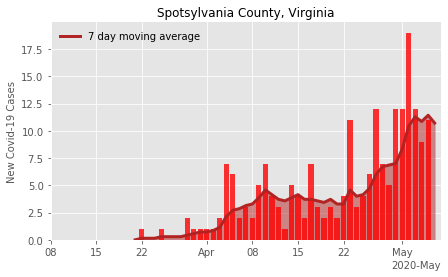 Spotsylvania County, Virginia
7 day moving average
New Covid-19 Cases
17.5
15.0
12.5
10.0
7.5
5.0
2.5
0.0
08 15 22 Apr 08 15 22 May
2020-May